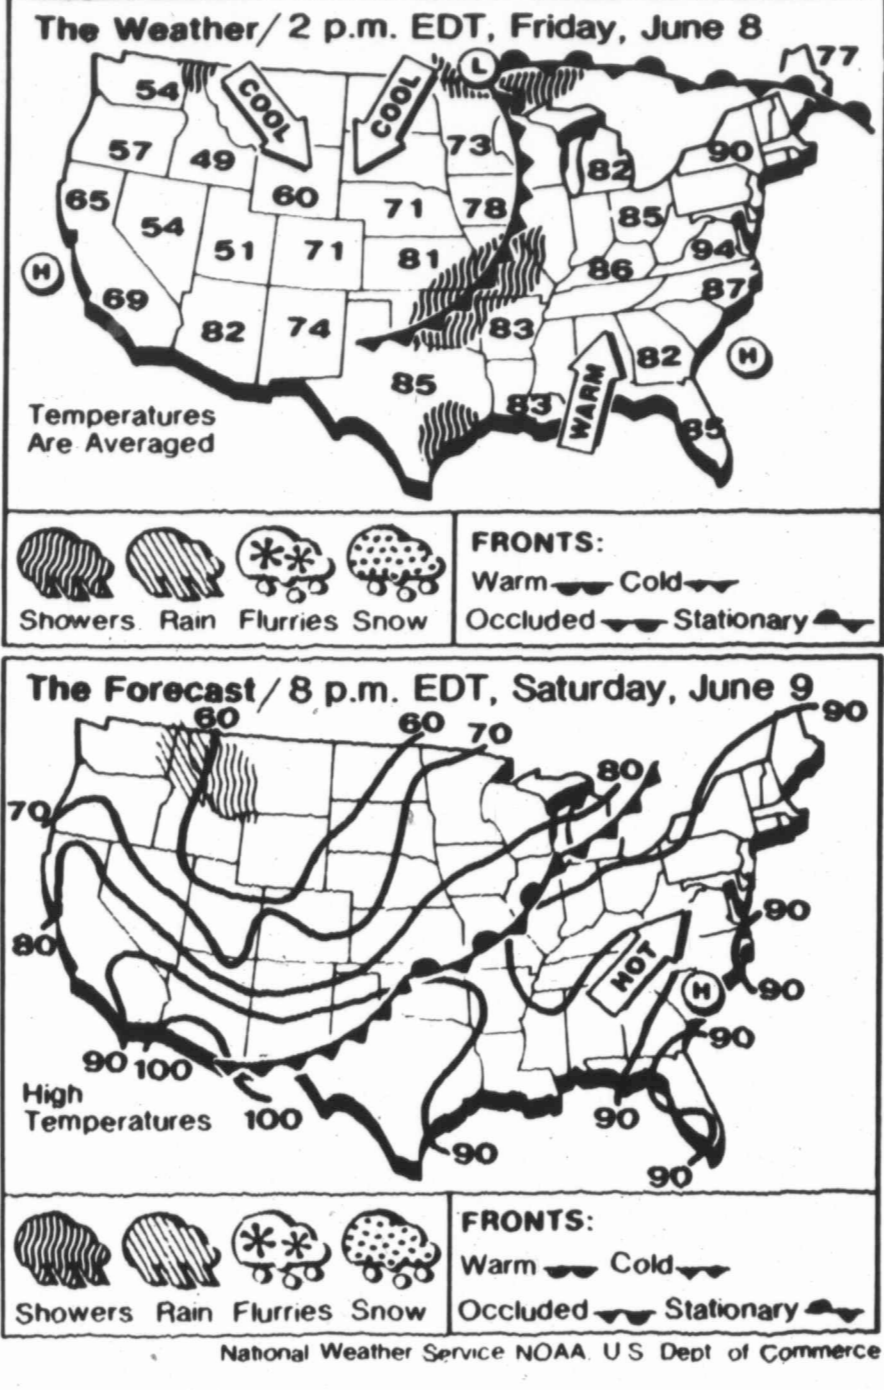 The Weather/2 p.m. EDT, Friday, June 8
L
77
54
COOL
COOL
57
49
73
82
90
65
60
71
78
85
54
51
71
81
86
94
H
69
82
74
83
87
82
H
85
83
WARM
85
Temperatures
Are Averaged
FRONTS:
Warm Cold
Showers Rain Flurries Snow
Occluded Stationary
The Forecast/8 p.m. EDT, Saturday, June 9
60
60
70
90
80
70
80
90
HOT
H
90
90
90
100
High
Temperatures
100
90
90
90
FRONTS:
Warm Cold
Showers Rain Flurries Snow
Occluded Stationary
National Weather Service NOAA U S Dept of Commerce